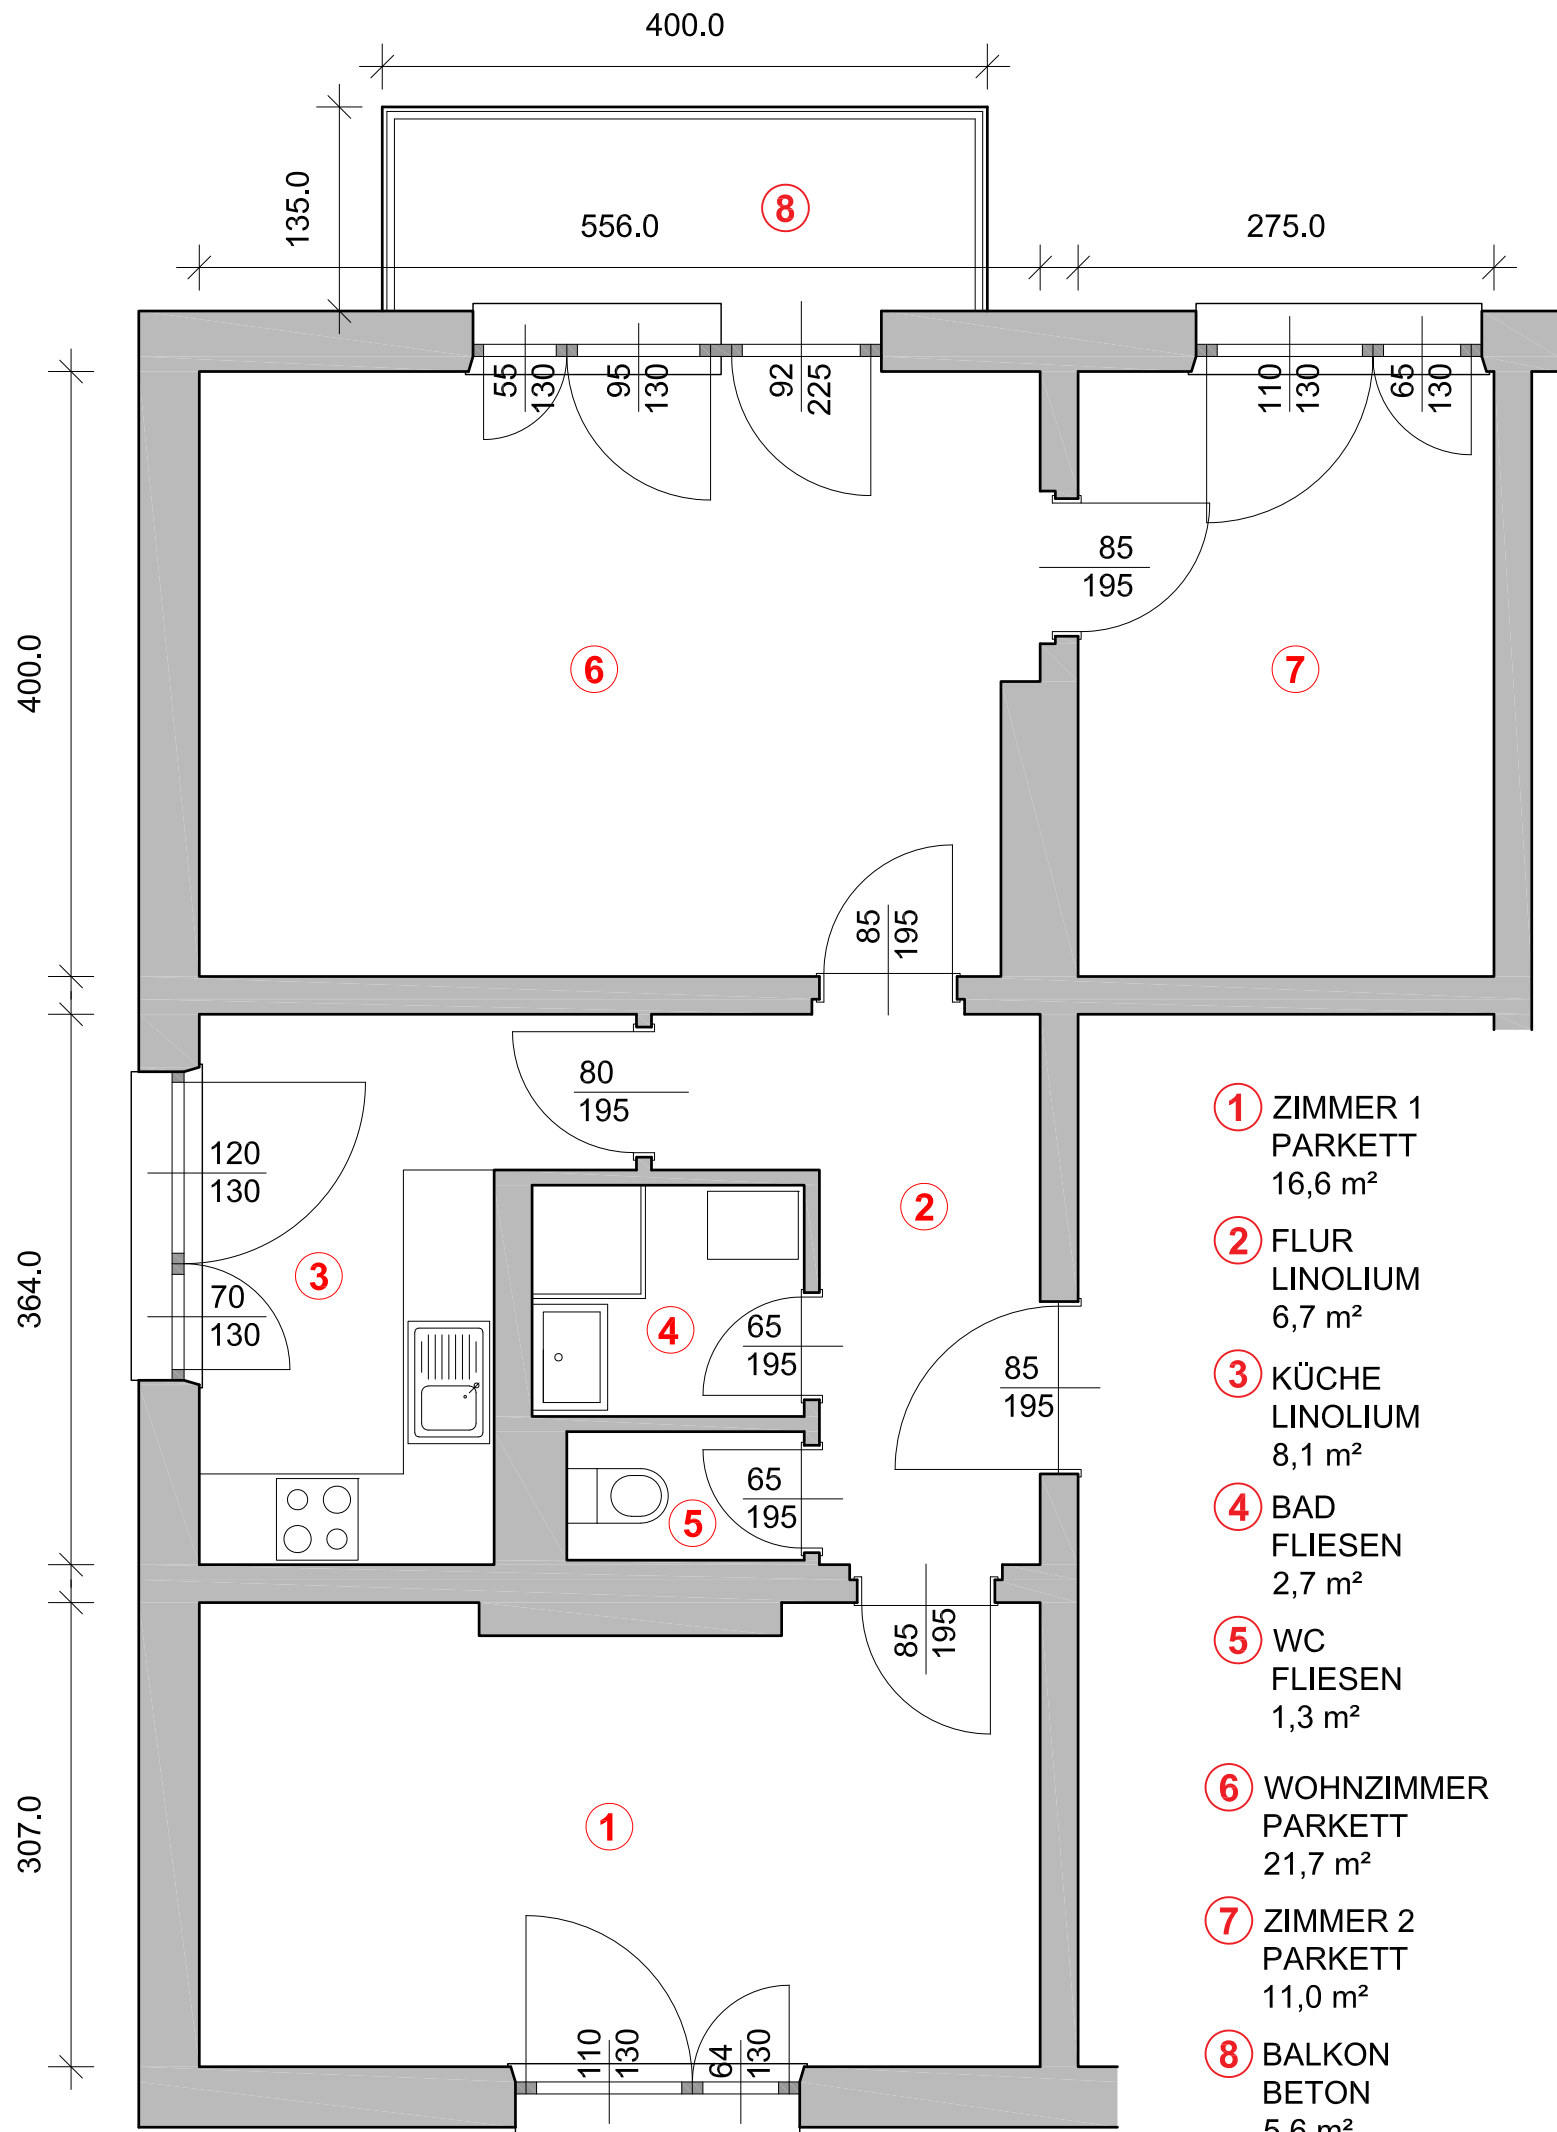 400.0
135.0
8
556.0
275.0
55
130
95
130
92
225
110
130
65
130
85
195
400.0
6
7
85
195
80
195
120
130
2
3
364.0
70
130
4
65
195
85
195
65
195
5
85
195
307.0
1
110
130
64
130
1 ZIMMER 1
PARKETT
16,6 m²
2 FLUR
LINOLIUM
6,7 m²
3 KÜCHE
LINOLIUM
8,1 m²
4 BAD
FLIESEN
2,7 m²
5 WC
FLIESEN
1,3 m²
6 WOHNZIMMER
PARKETT
21,7 m²
7 ZIMMER 2
PARKETT
11,0 m²
8 BALKON
BETON
5,6 m²